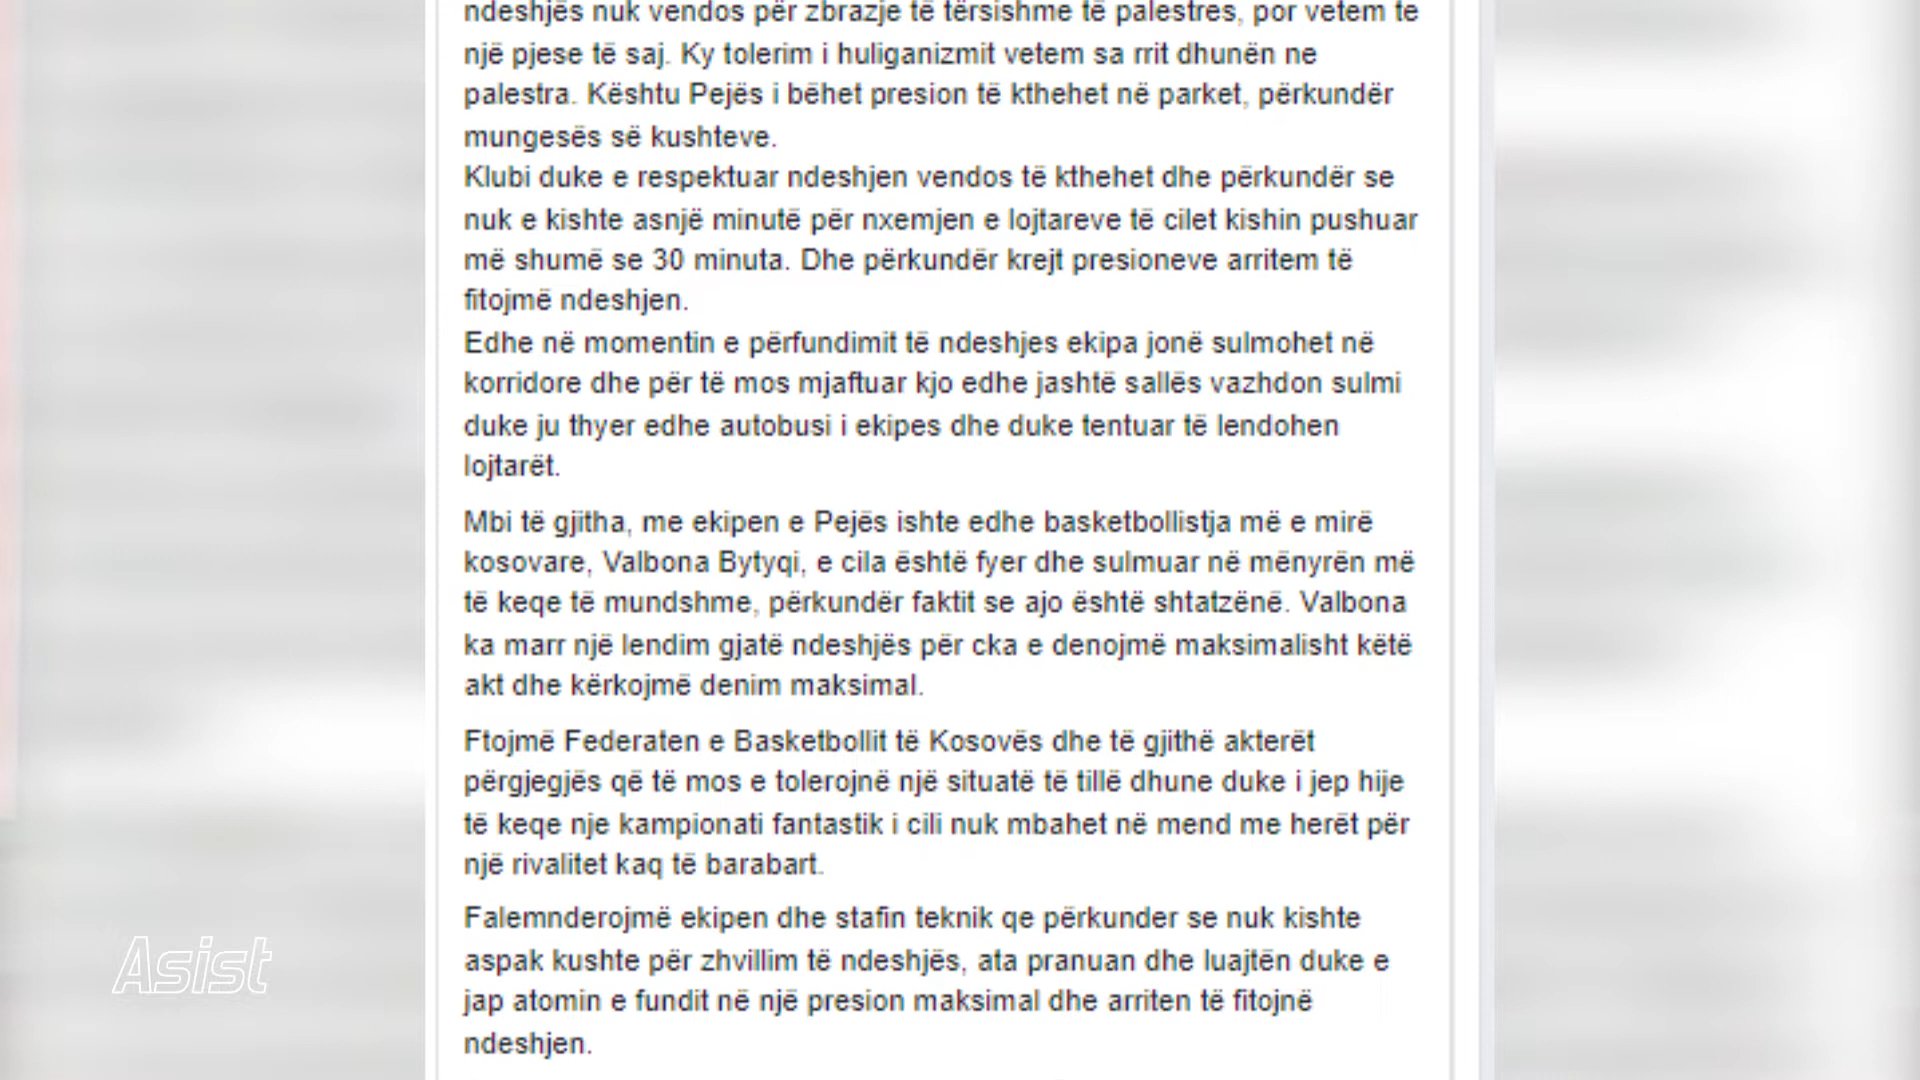 ndeshjës nuk vendos për zbrazje të tërsishme të palestres, por vetem te
një pjese të saj. Ky tolerim i huliganizmit vetem sa rrit dhunën ne
palestra. Kështu Pejës i bëhet presion të kthehet në parket, përkundër
mungesës së kushteve.
Klubi duke e respektuar ndeshjen vendos të kthehet dhe përkundër se
nuk e kishte asnjë minutë për nxemjen e lojtareve të cilet kishin pushuar
më shumë se 30 minuta. Dhe përkundër krejt presioneve arritem të
fitojmë ndeshjen.
Edhe në momentin e përfundimit të ndeshjes ekipa jonë sulmohet në
korridore dhe për të mos mjaftuar kjo edhe jashtë sallës vazhdon sulmi
duke ju thyer edhe autobusi i ekipes dhe duke tentuar të lendohen
lojtarët.
Mbi të gjitha, me ekipen e Pejës ishte edhe basketbollistja më e mirë
kosovare, Valbona Bytyqi, e cila është fyer dhe sulmuar në mënyrën më
të keqe të mundshme, përkundër faktit se ajo është shtatzënë. Valbona
ka marr një lendim gjatë ndeshjës për cka e denojmë maksimalisht këtë
akt dhe kërkojmë denim maksimal.
Ftojmë Federaten e Basketbollit të Kosovës dhe të gjithë akterët
përgjegjës që të mos e tolerojnë një situatë të tillë dhune duke i jep hije
të keqe nje kampionati fantastik i cili nuk mbahet në mend me herët për
një rivalitet kaq të barabart.
Falemnderojmë ekipen dhe stafin teknik qe përkunder se nuk kishte
aspak kushte për zhvillim të ndeshjës, ata pranuan dhe luajtën duke e
jap atomin e fundit në një presion maksimal dhe arriten të fitojnë
ndeshjen.
Asist